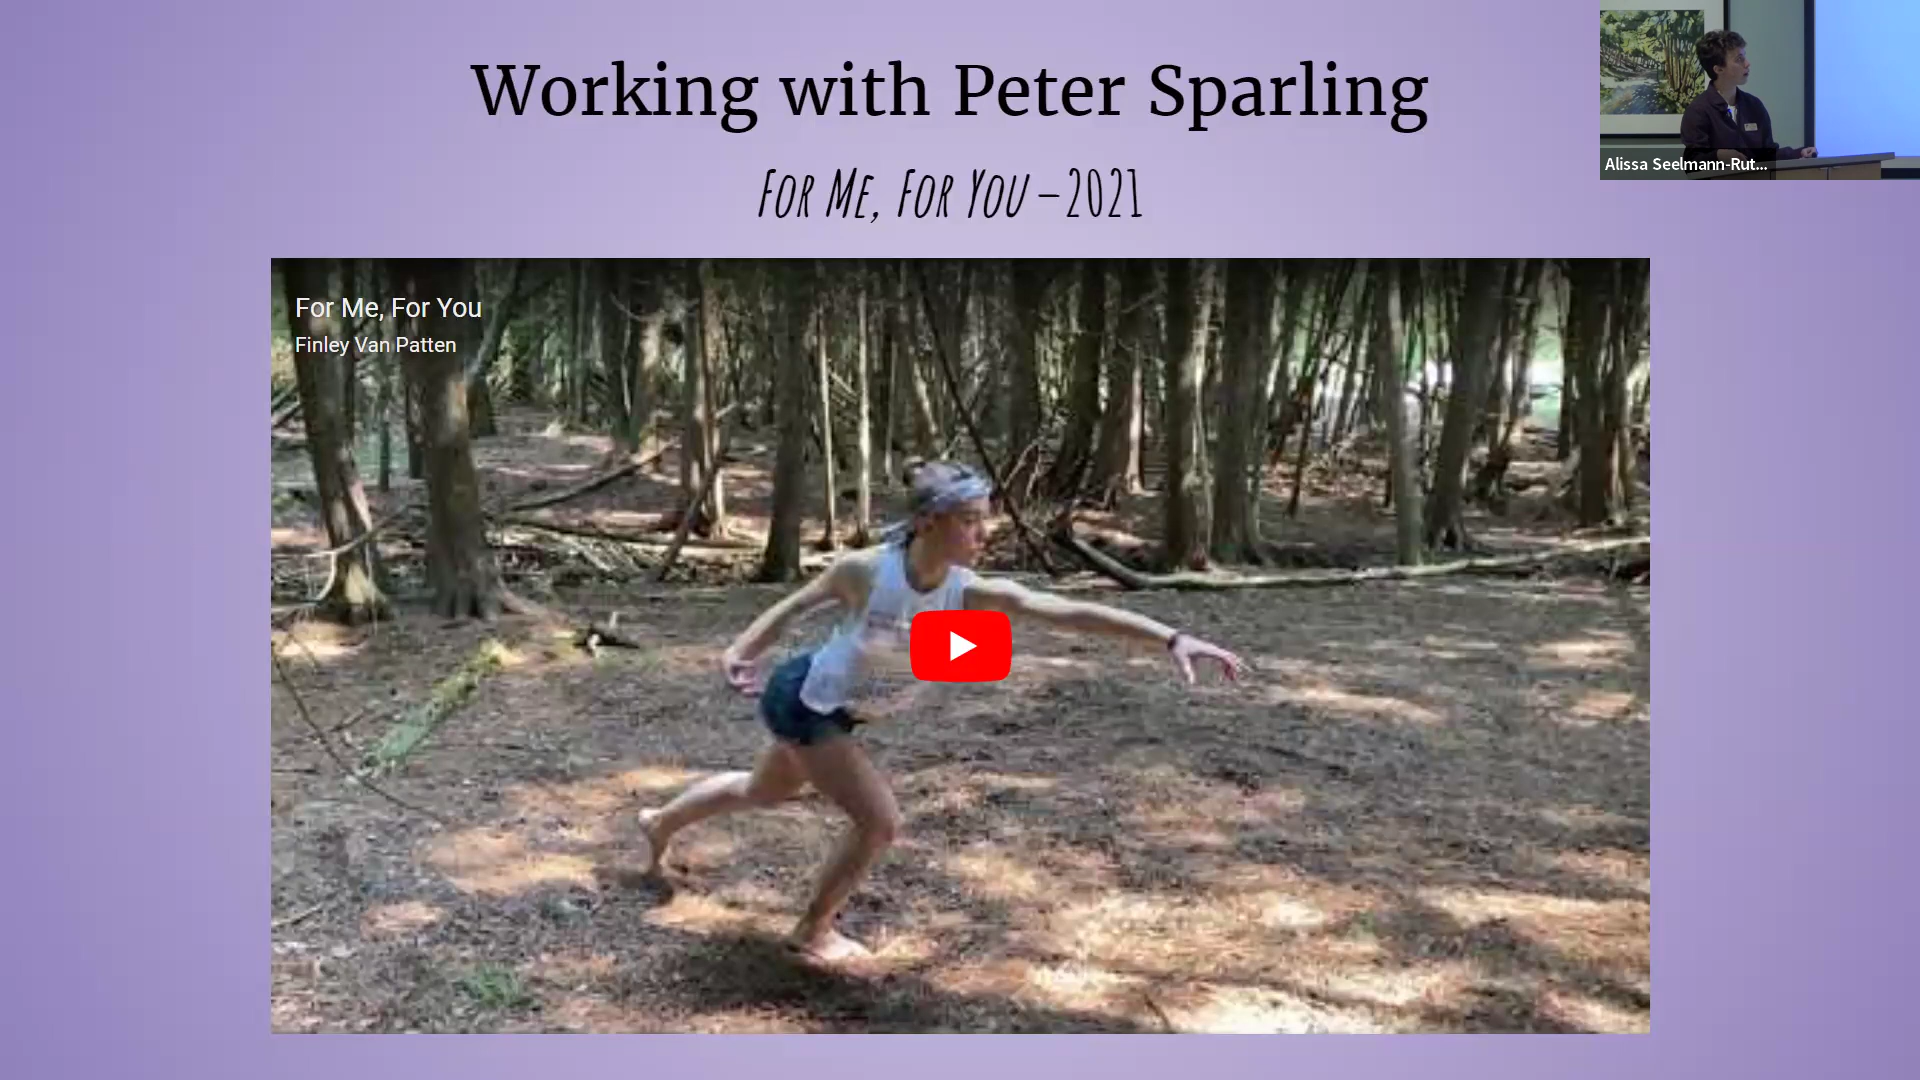 Working with Peter Sparling
For Me, For You – 2021
For Me, For You
Finley Van Patten
Alissa Seelmann-Rut...